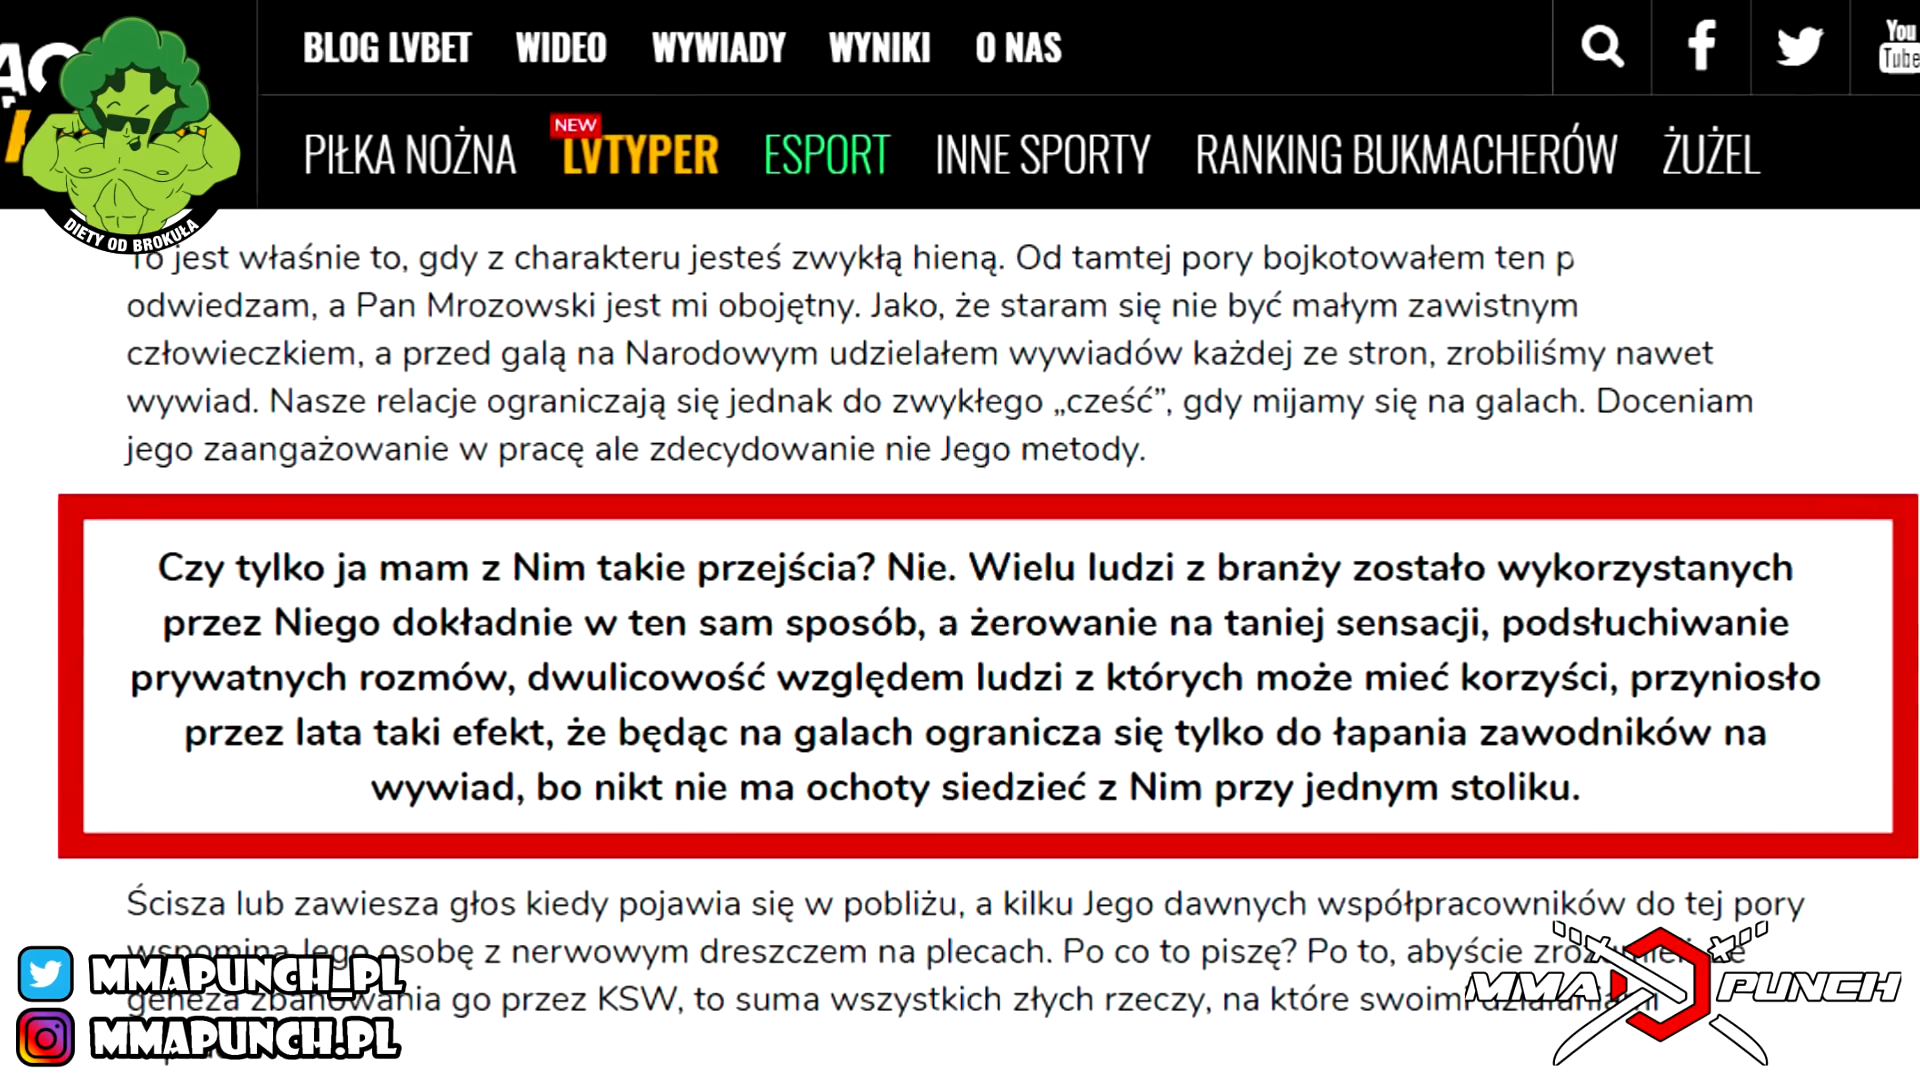 BLOG LVBET WIDEO WYWIADY WYNIKI O NAS
You
Tube
NEW
PIŁKA NOŻNA LVTYPER ESPORT INNE SPORTY RANKING BUKMACHERÓW ŻUŻEL
DIETY OD BROKUŁA
To jest właśnie to, gdy z charakteru jesteś zwykłą hieną. Od tamtej pory bojkotowałem ten p
odwiedzam, a Pan Mrozowski jest mi obojętny. Jako, że staram się nie być małym zawistnym
człowieczkiem, a przed galą na Narodowym udzielałem wywiadów każdej ze stron, zrobiliśmy nawet
wywiad. Nasze relacje ograniczają się jednak do zwykłego „cześć”, gdy mijamy się na galach. Doceniam
jego zaangażowanie w pracę ale zdecydowanie nie Jego metody.
Czy tylko ja mam z Nim takie przejścia? Nie. Wielu ludzi z branży zostało wykorzystanych
przez Niego dokładnie w ten sam sposób, a żerowanie na taniej sensacji, podsłuchiwanie
prywatnych rozmów, dwulicowość względem ludzi z których może mieć korzyści, przyniosło
przez lata taki efekt, że będąc na galach ogranicza się tylko do łapania zawodników na
wywiad, bo nikt nie ma ochoty siedzieć z Nim przy jednym stoliku.
Ścisza lub zawiesza głos kiedy pojawia się w pobliżu, a kilku Jego dawnych współpracowników do tej pory
wspomina Jego osobę z nerwowym dreszczem na plecach. Po co to piszę? Po to, abyście
MMAPUNCH_PL
geneza zbanowania go przez KSW, to suma wszystkich złych rzeczy, na które swoimi działaniami
MMA PUNCH
MMAPUNCH.PL